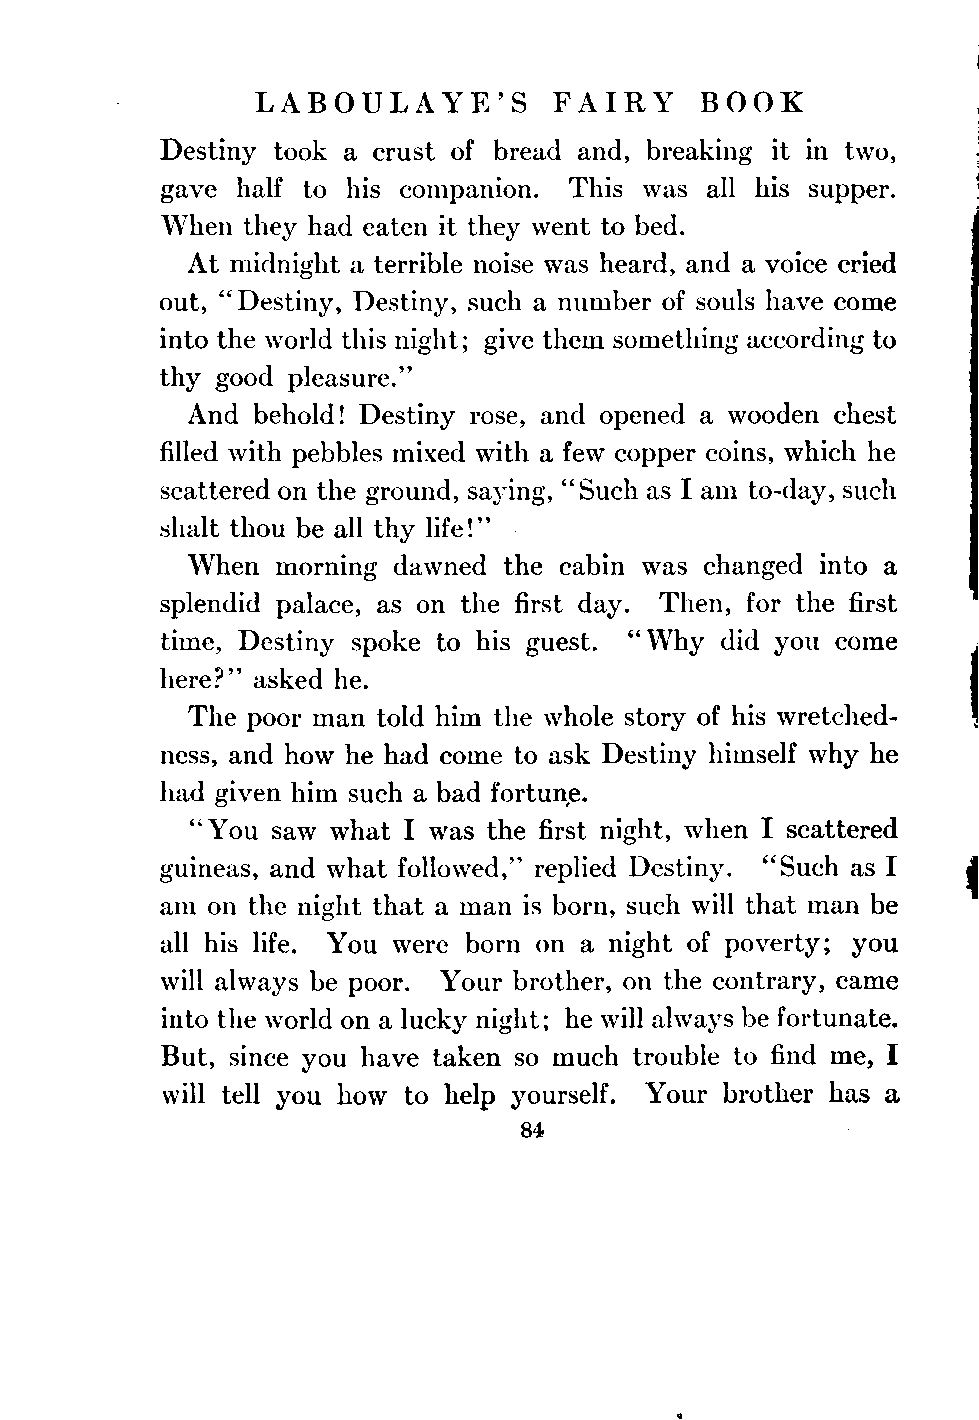 LABOULAYE'S FAIRY BOOK
Destiny took a crust of bread and, breaking it in two,
gave half to his companion. This was all his supper.
When they had eaten it they went to bed.
At midnight a terrible noise was heard, and a voice cried
out, "Destiny, Destiny, such a number of souls have come
into the world this night; give them something according to
thy good pleasure."
And behold! Destiny rose, and opened a wooden chest
filled with pebbles mixed with a few copper coins, which he
scattered on the ground, saying, "Such as I am to-day, such
shalt thou be all thy life!"
When morning dawned the cabin was changed into a
splendid palace, as on the first day. Then, for the first
time, Destiny spoke to his guest. "Why did you come
here?" asked he.
The poor man told him the whole story of his wretched-
ness, and how he had come to ask Destiny himself why he
had given him such a bad fortune.
"You saw what I was the first night, when I scattered
guineas, and what followed," replied Destiny. "Such as I
am on the night that a man is born, such will that man be
all his life. You were born on a night of poverty; you
will always be poor. Your brother, on the contrary, came
into the world on a lucky night; he will always be fortunate.
But, since you have taken so much trouble to find me, I
will tell you how to help yourself. Your brother has a
84